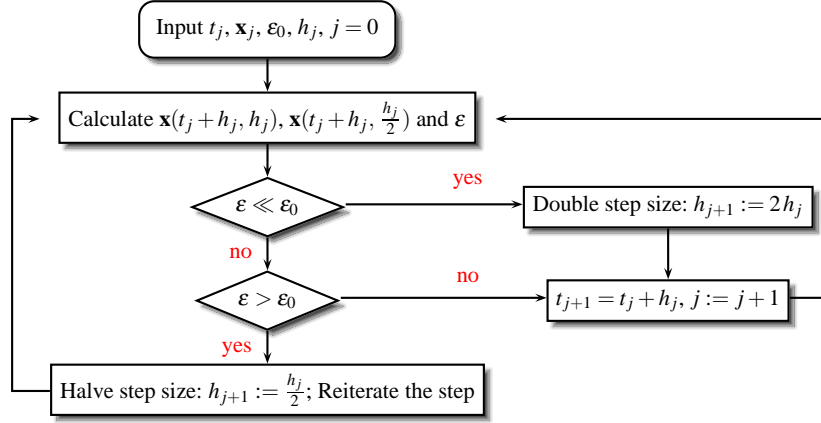 Input t_j, x_j, ε_0, h_j, j = 0
Calculate x(t_j + h_j, h_j), x(t_j + h_j, h_j/2) and ε
yes
ε ≪ ε_0
Double step size: h_{j+1} := 2 h_j
no
no
ε > ε_0
t_{j+1} = t_j + h_j, j := j + 1
yes
Halve step size: h_{j+1} := h_j/2; Reiterate the step